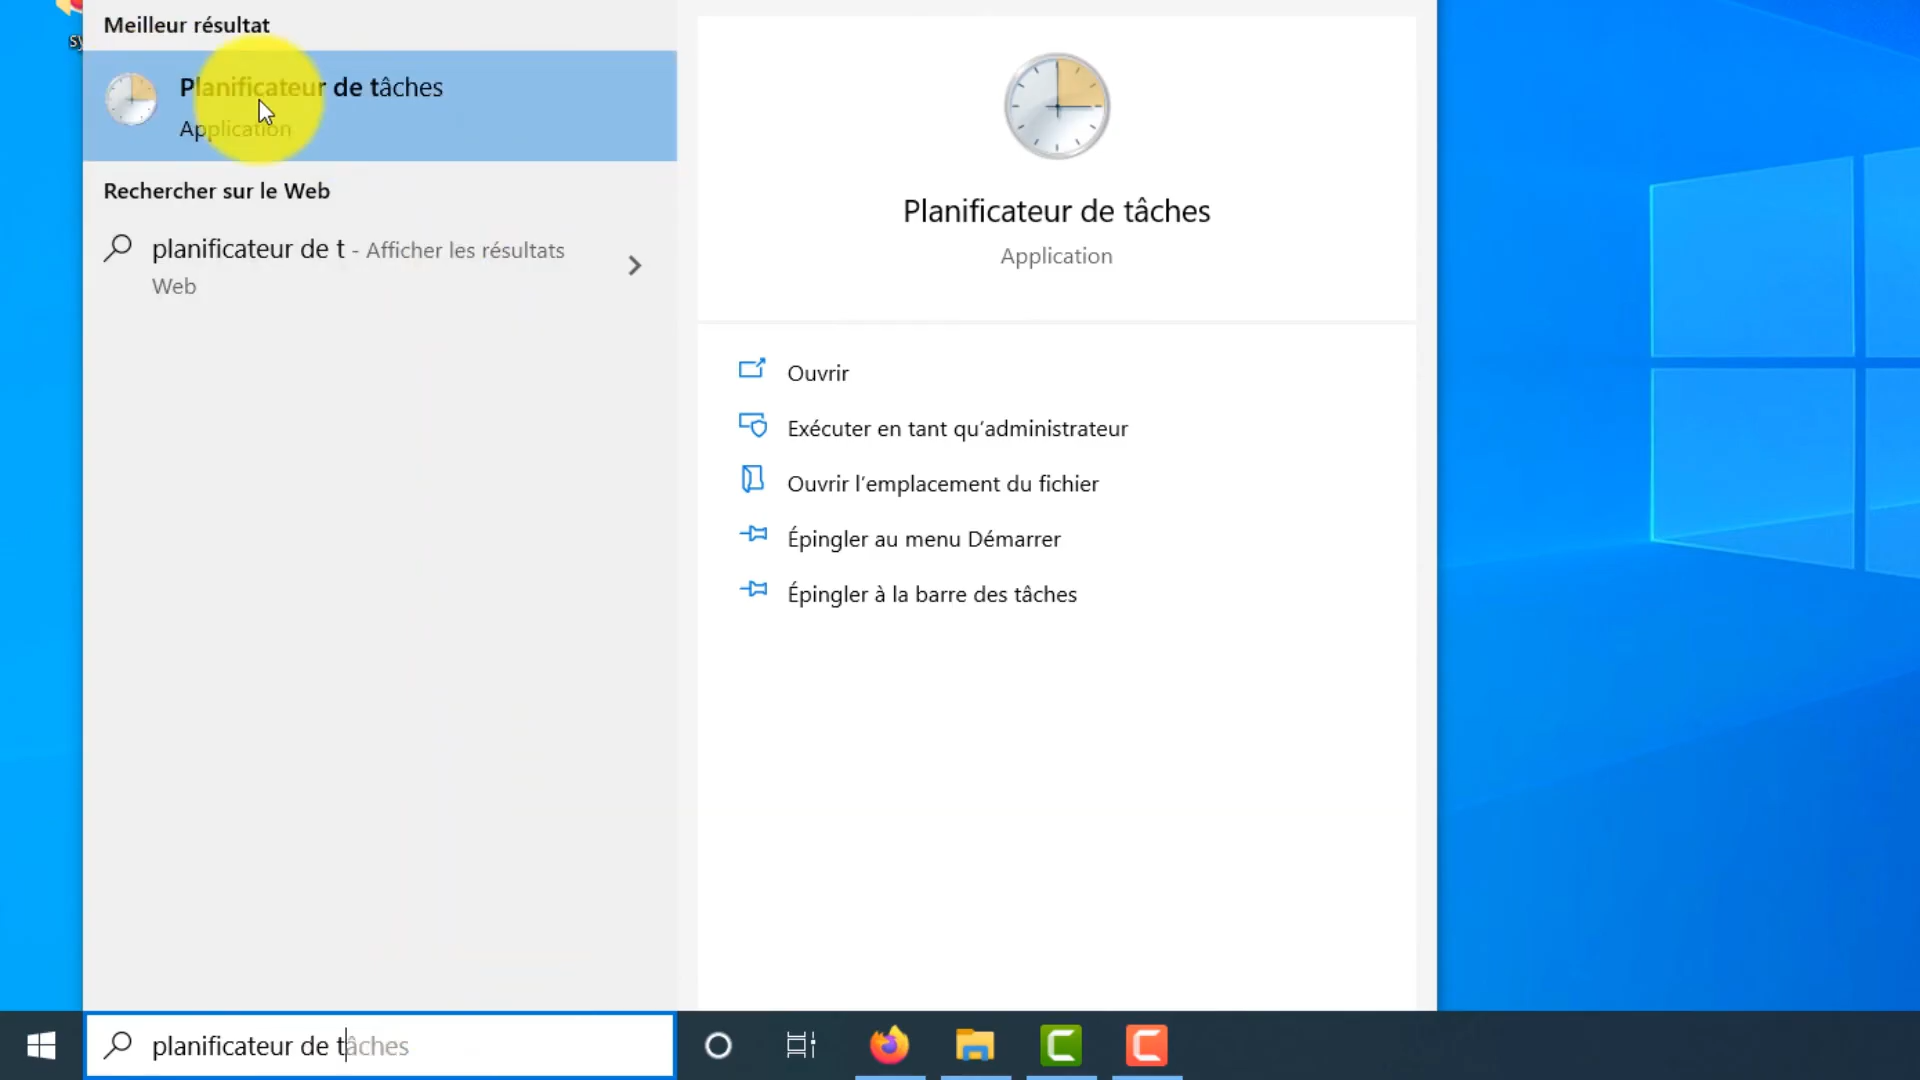 Meilleur résultat
Planificateur de tâches
Application
Rechercher sur le Web
planificateur de t - Afficher les résultats
Web
Planificateur de tâches
Application
Ouvrir
Exécuter en tant qu'administrateur
Ouvrir l'emplacement du fichier
Épingler au menu Démarrer
Épingler à la barre des tâches
planificateur de tâches